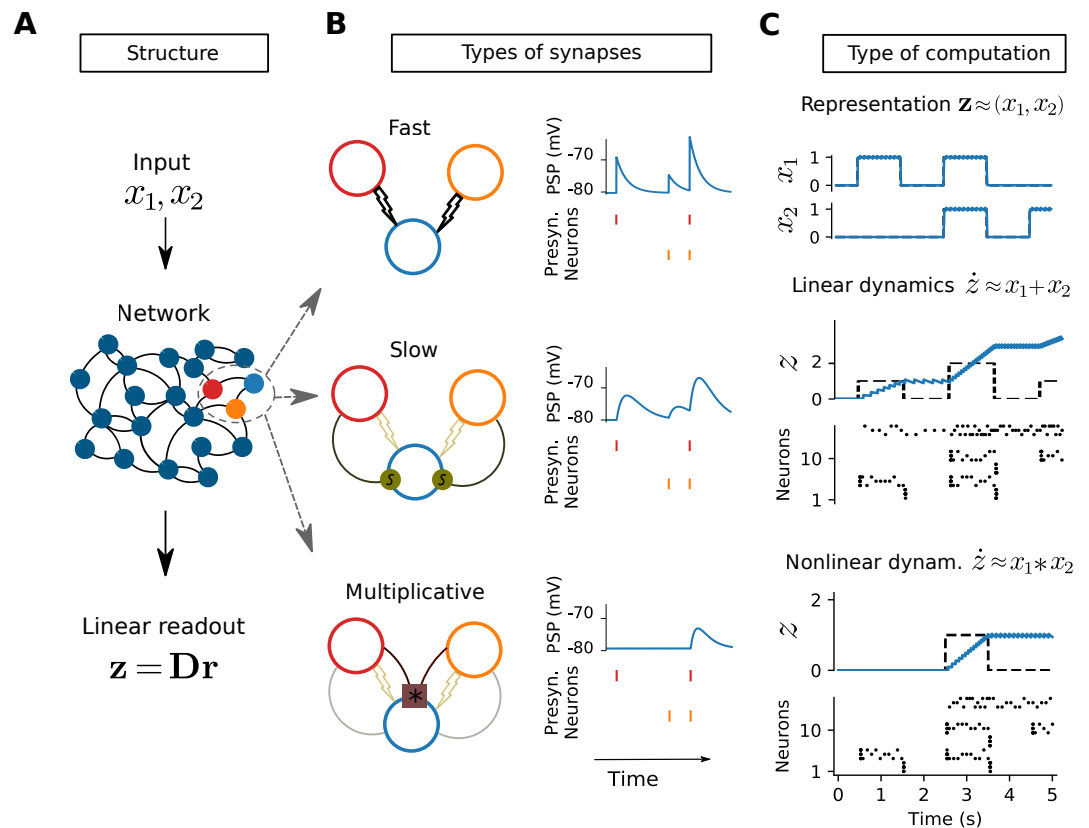 A
Structure
Input
x₁, x₂
Network
Linear readout
z = Dr
B
Types of synapses
Fast
PSP (mV)
-70
-80
Presyn.
Neurons
Slow
S
S
PSP (mV)
-70
-80
Presyn.
Neurons
Multiplicative
*
PSP (mV)
-70
-80
Presyn.
Neurons
Time
C
Type of computation
Representation z ≈ (x₁, x₂)
x₁
1
0
x₂
1
0
Linear dynamics ż ≈ x₁ + x₂
z
2
0
Neurons
10
1
Nonlinear dynam. ż ≈ x₁ * x₂
z
2
0
Neurons
10
1
0 1 2 3 4 5
Time (s)